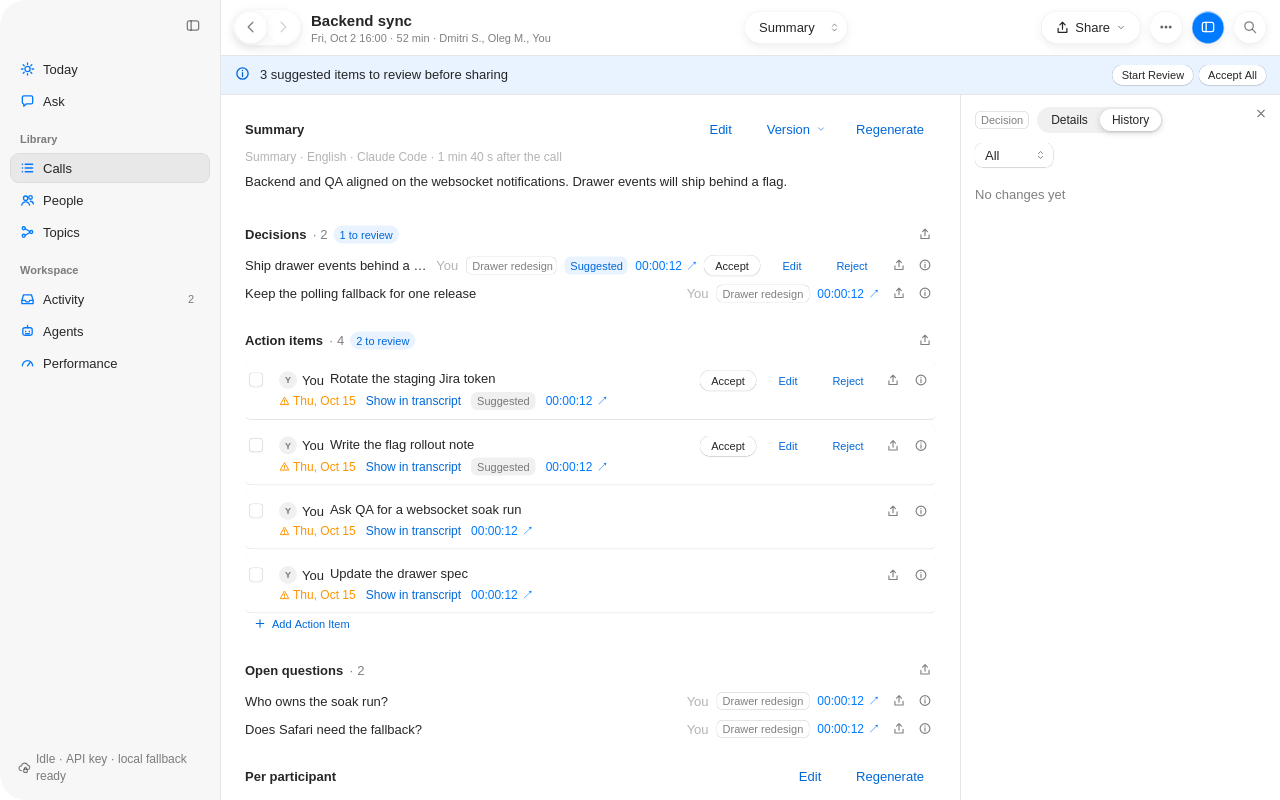 Backend sync
Fri, Oct 2 16:00 · 52 min · Dmitri S., Oleg M., You
Summary
Share
Today
Ask
Library
Calls
People
Topics
Workspace
Activity 2
Agents
Performance
Idle · API key · local fallback
ready
3 suggested items to review before sharing
Start Review
Accept All
Summary
Edit
Version
Regenerate
Summary · English · Claude Code · 1 min 40 s after the call
Backend and QA aligned on the websocket notifications. Drawer events will ship behind a flag.
Decisions · 2 1 to review
Ship drawer events behind a … You Drawer redesign Suggested 00:00:12 Accept Edit Reject
Keep the polling fallback for one release You Drawer redesign 00:00:12
Action items · 4 2 to review
Y You Rotate the staging Jira token Accept Edit Reject
Thu, Oct 15 Show in transcript Suggested 00:00:12
Y You Write the flag rollout note Accept Edit Reject
Thu, Oct 15 Show in transcript Suggested 00:00:12
Y You Ask QA for a websocket soak run
Thu, Oct 15 Show in transcript 00:00:12
Y You Update the drawer spec
Thu, Oct 15 Show in transcript 00:00:12
Add Action Item
Open questions · 2
Who owns the soak run? You Drawer redesign 00:00:12
Does Safari need the fallback? You Drawer redesign 00:00:12
Per participant Edit Regenerate
Decision
Details
History
All
No changes yet